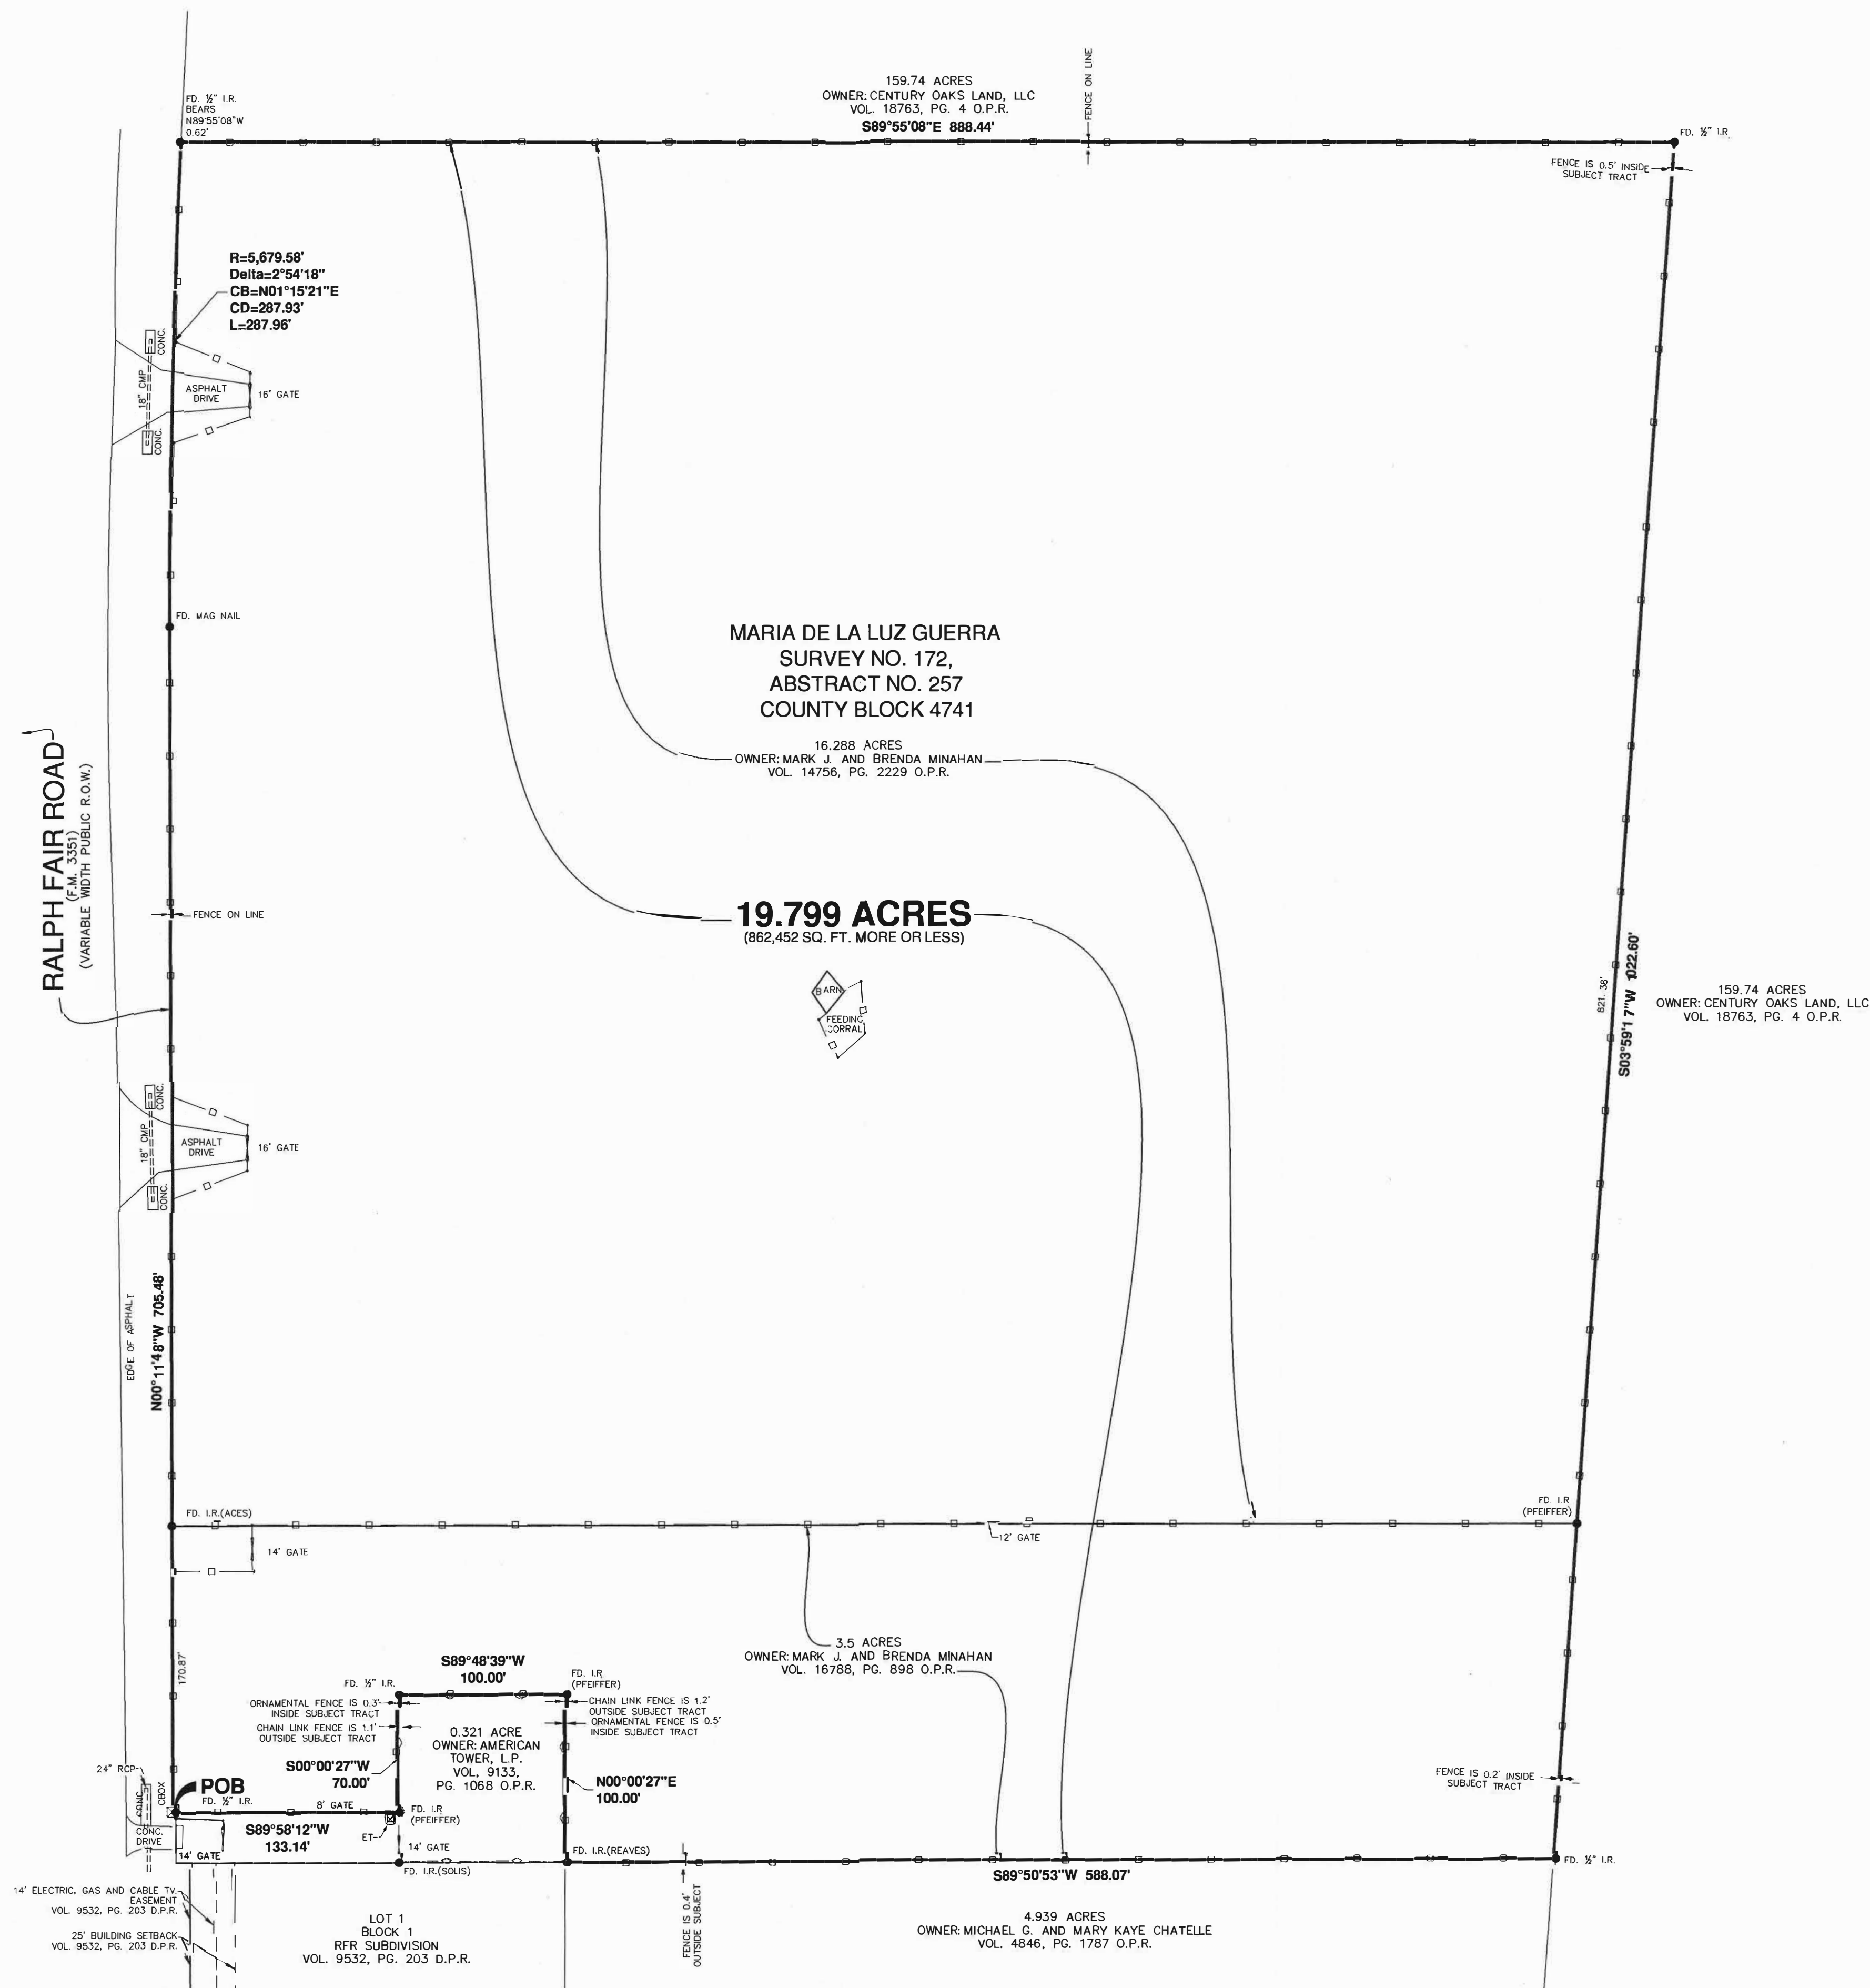 159.74 ACRES
OWNER: CENTURY OAKS LAND, LLC
VOL. 18763, PG. 4 O.P.R.
S89°55'08"E 888.44'
FENCE ON LINE
FD. ½" I.R.
BEARS
N89°55'08"W
0.62'
FD. ½" I.R.
FENCE IS 0.5' INSIDE
SUBJECT TRACT
R=5,679.58'
Delta=2°54'18"
CB=N01°15'21"E
CD=287.93'
L=287.96'
CONC.
18" CMP
CONC.
ASPHALT
DRIVE
16' GATE
FD. MAG NAIL
MARIA DE LA LUZ GUERRA
SURVEY NO. 172,
ABSTRACT NO. 257
COUNTY BLOCK 4741
16.288 ACRES
OWNER: MARK J. AND BRENDA MINAHAN
VOL. 14756, PG. 2229 O.P.R.
RALPH FAIR ROAD
(F.M. 3351)
(VARIABLE WIDTH PUBLIC R.O.W.)
FENCE ON LINE
19.799 ACRES
(862,452 SQ. FT. MORE OR LESS)
BARN
FEEDING
CORRAL
821.38'
S03°59'17"W 1022.60'
159.74 ACRES
OWNER: CENTURY OAKS LAND, LLC
VOL. 18763, PG. 4 O.P.R.
CONC.
18" CMP
CONC.
ASPHALT
DRIVE
16' GATE
EDGE OF ASPHALT
N00°11'48"W 705.48'
FD. I.R.(ACES)
14' GATE
12' GATE
FD. I.R
(PFEIFFER)
170.87'
3.5 ACRES
OWNER: MARK J. AND BRENDA MINAHAN
VOL. 16788, PG. 898 O.P.R.
S89°48'39"W
100.00'
FD. ½" I.R.
FD. I.R
(PFEIFFER)
ORNAMENTAL FENCE IS 0.3'
INSIDE SUBJECT TRACT
CHAIN LINK FENCE IS 1.1'
OUTSIDE SUBJECT TRACT
CHAIN LINK FENCE IS 1.2'
OUTSIDE SUBJECT TRACT
ORNAMENTAL FENCE IS 0.5'
INSIDE SUBJECT TRACT
0.321 ACRE
OWNER: AMERICAN
TOWER, L.P.
VOL, 9133,
PG. 1068 O.P.R.
S00°00'27"W
70.00'
N00°00'27"E
100.00'
FENCE IS 0.2' INSIDE
SUBJECT TRACT
24" RCP
CONC.
CBOX
POB
FD. ½" I.R.
8' GATE
FD. I.R
(PFEIFFER)
CONC.
DRIVE
S89°58'12"W
133.14'
ET
14' GATE
14' GATE
FD. I.R.(SOLIS)
FD. I.R.(REAVES)
S89°50'53"W 588.07'
FD. ½" I.R.
14' ELECTRIC, GAS AND CABLE TV.
EASEMENT
VOL. 9532, PG. 203 D.P.R.
25' BUILDING SETBACK
VOL. 9532, PG. 203 D.P.R.
LOT 1
BLOCK 1
RFR SUBDIVISION
VOL. 9532, PG. 203 D.P.R.
FENCE IS 0.4'
OUTSIDE SUBJECT
4.939 ACRES
OWNER: MICHAEL G. AND MARY KAYE CHATELLE
VOL. 4846, PG. 1787 O.P.R.